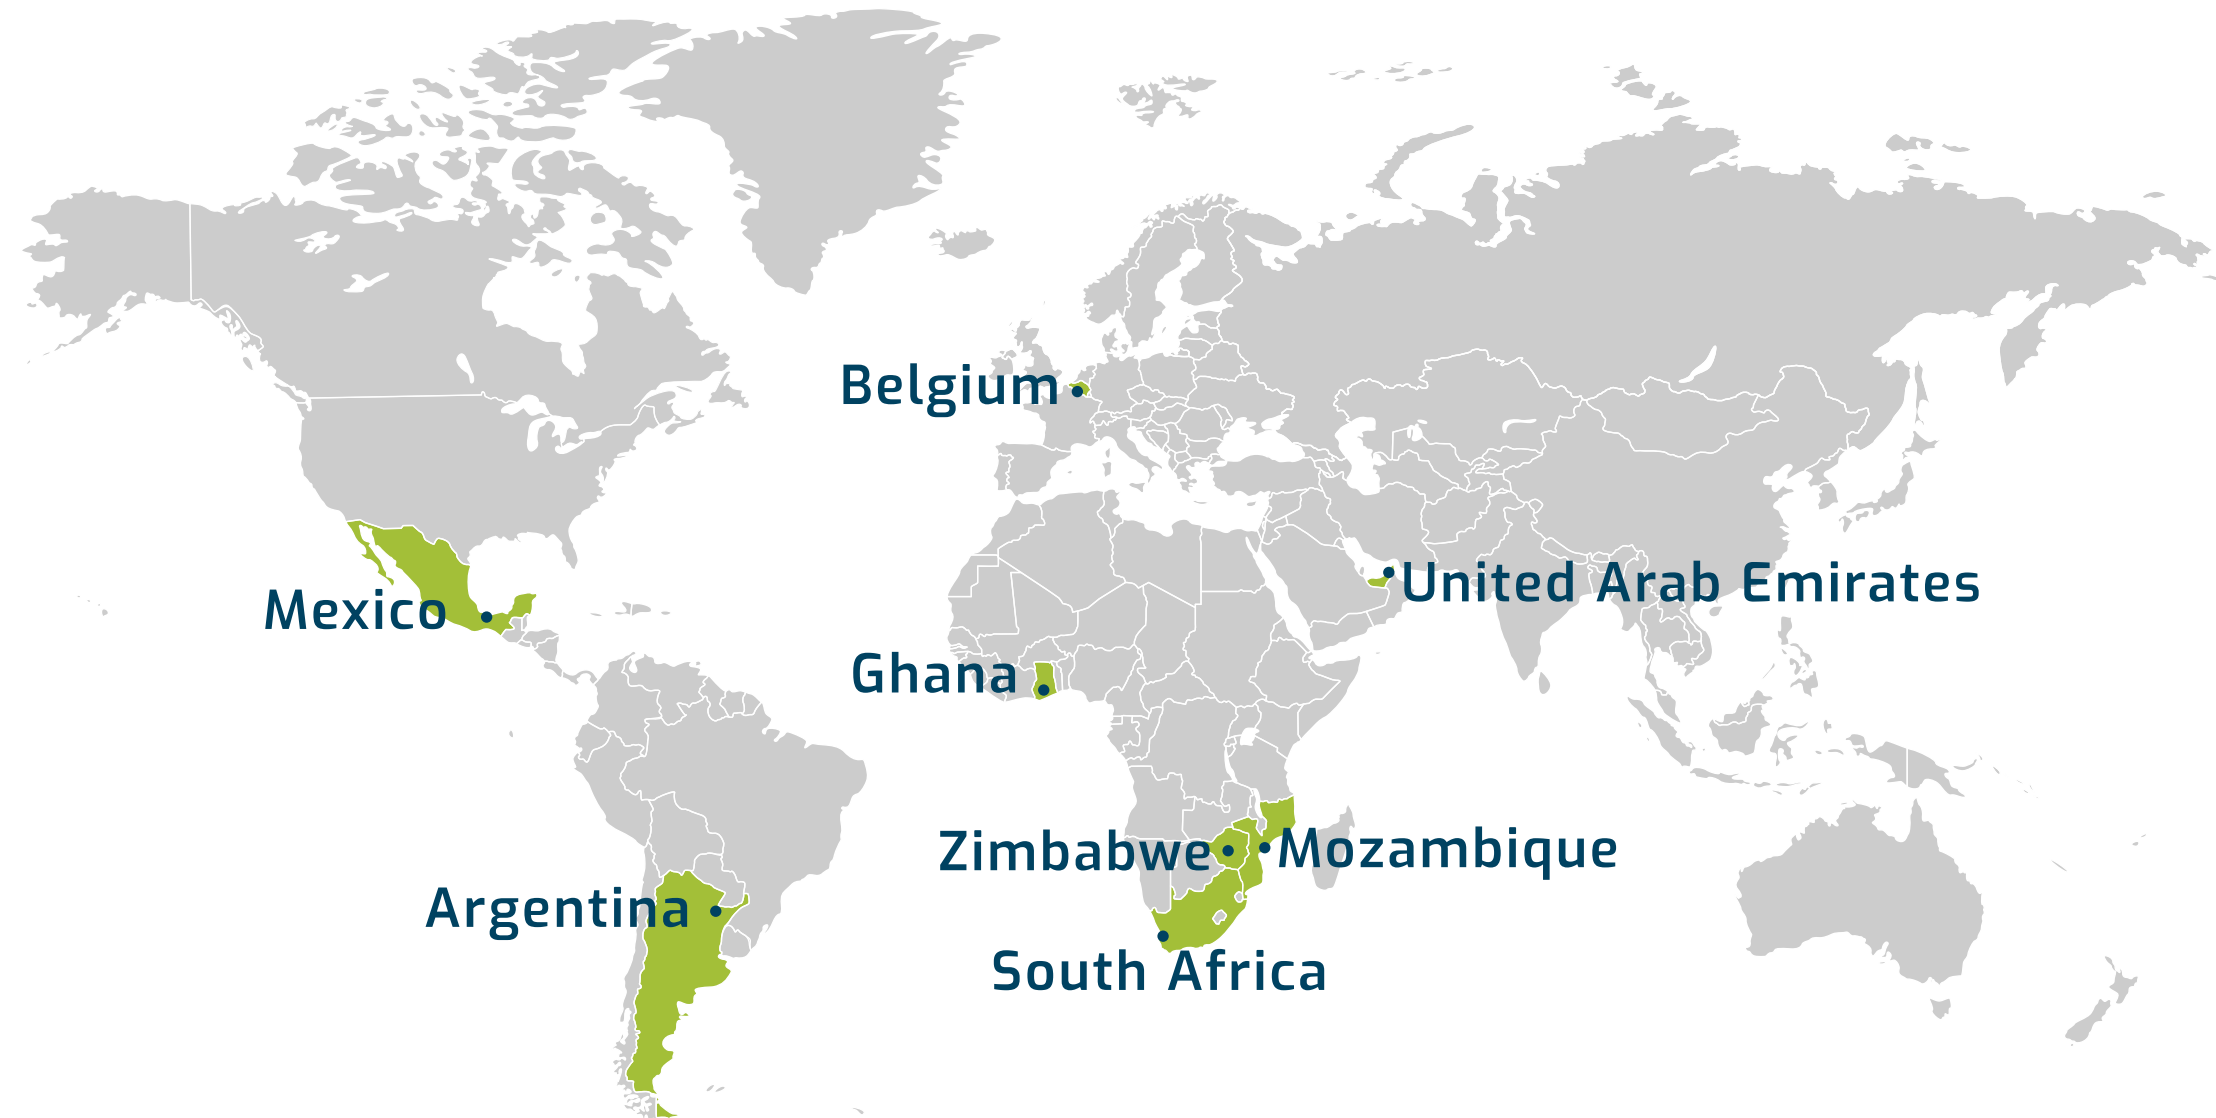 Belgium
United Arab Emirates
Mexico
Ghana
Zimbabwe
Mozambique
Argentina
South Africa